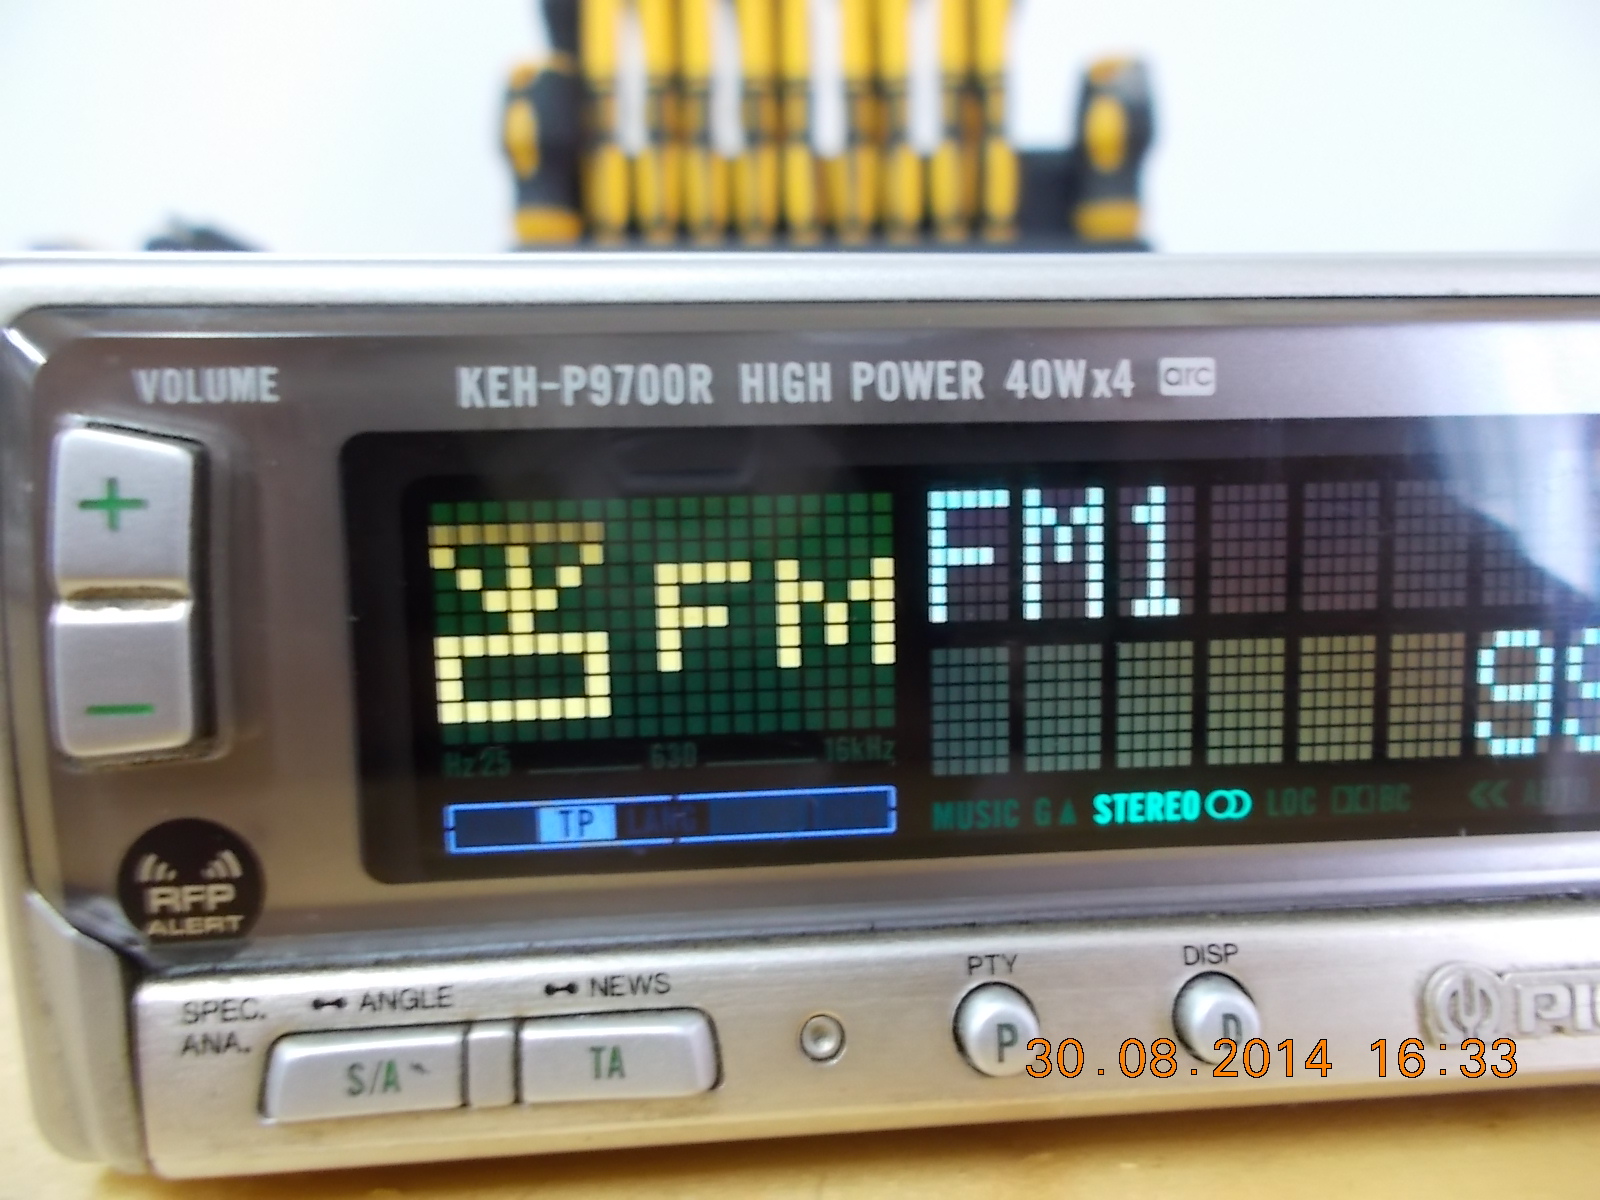 VOLUME
KEH-P9700R HIGH POWER 40Wx4 arc
+
FM1
FM
−
Hz 25 630 16kHz
TP
MUSIC G▲ STEREO LOC BC
RFP
ALERT
SPEC.
ANA.
ANGLE
NEWS
PTY
DISP
S/A
TA
P
D
30.08.2014 16:33